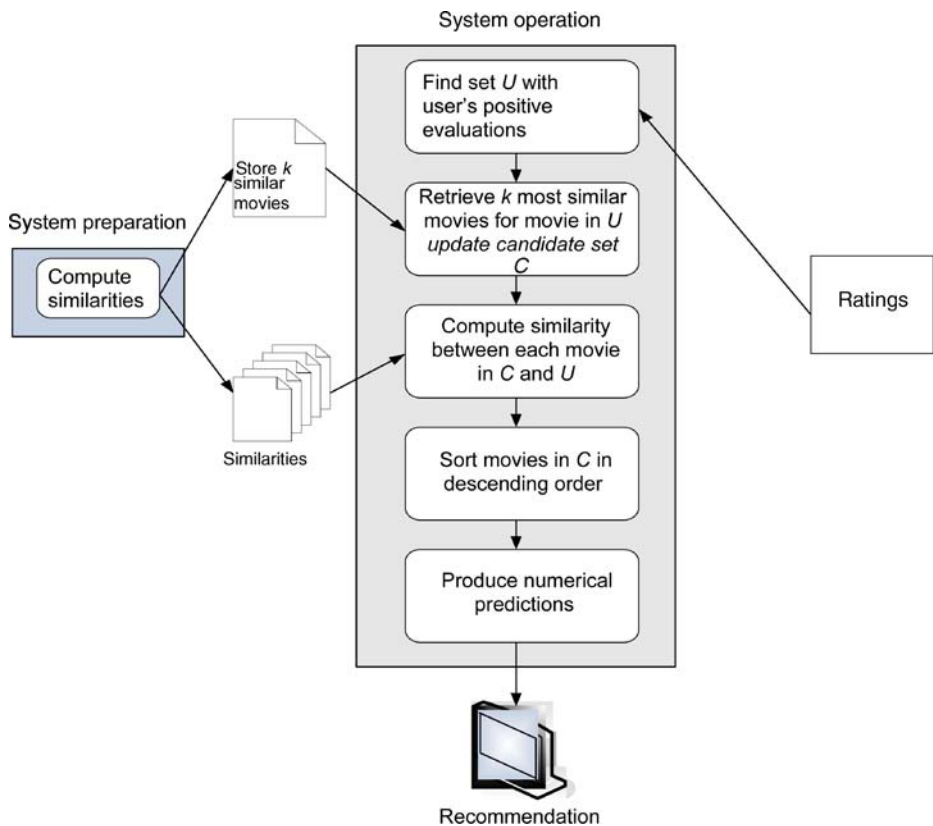 System operation
Find set U with
user's positive
evaluations
Store k
similar
movies
Retrieve k most similar
movies for movie in U
update candidate set
C
System preparation
Compute
similarities
Ratings
Compute similarity
between each movie
in C and U
Similarities
Sort movies in C in
descending order
Produce numerical
predictions
Recommendation